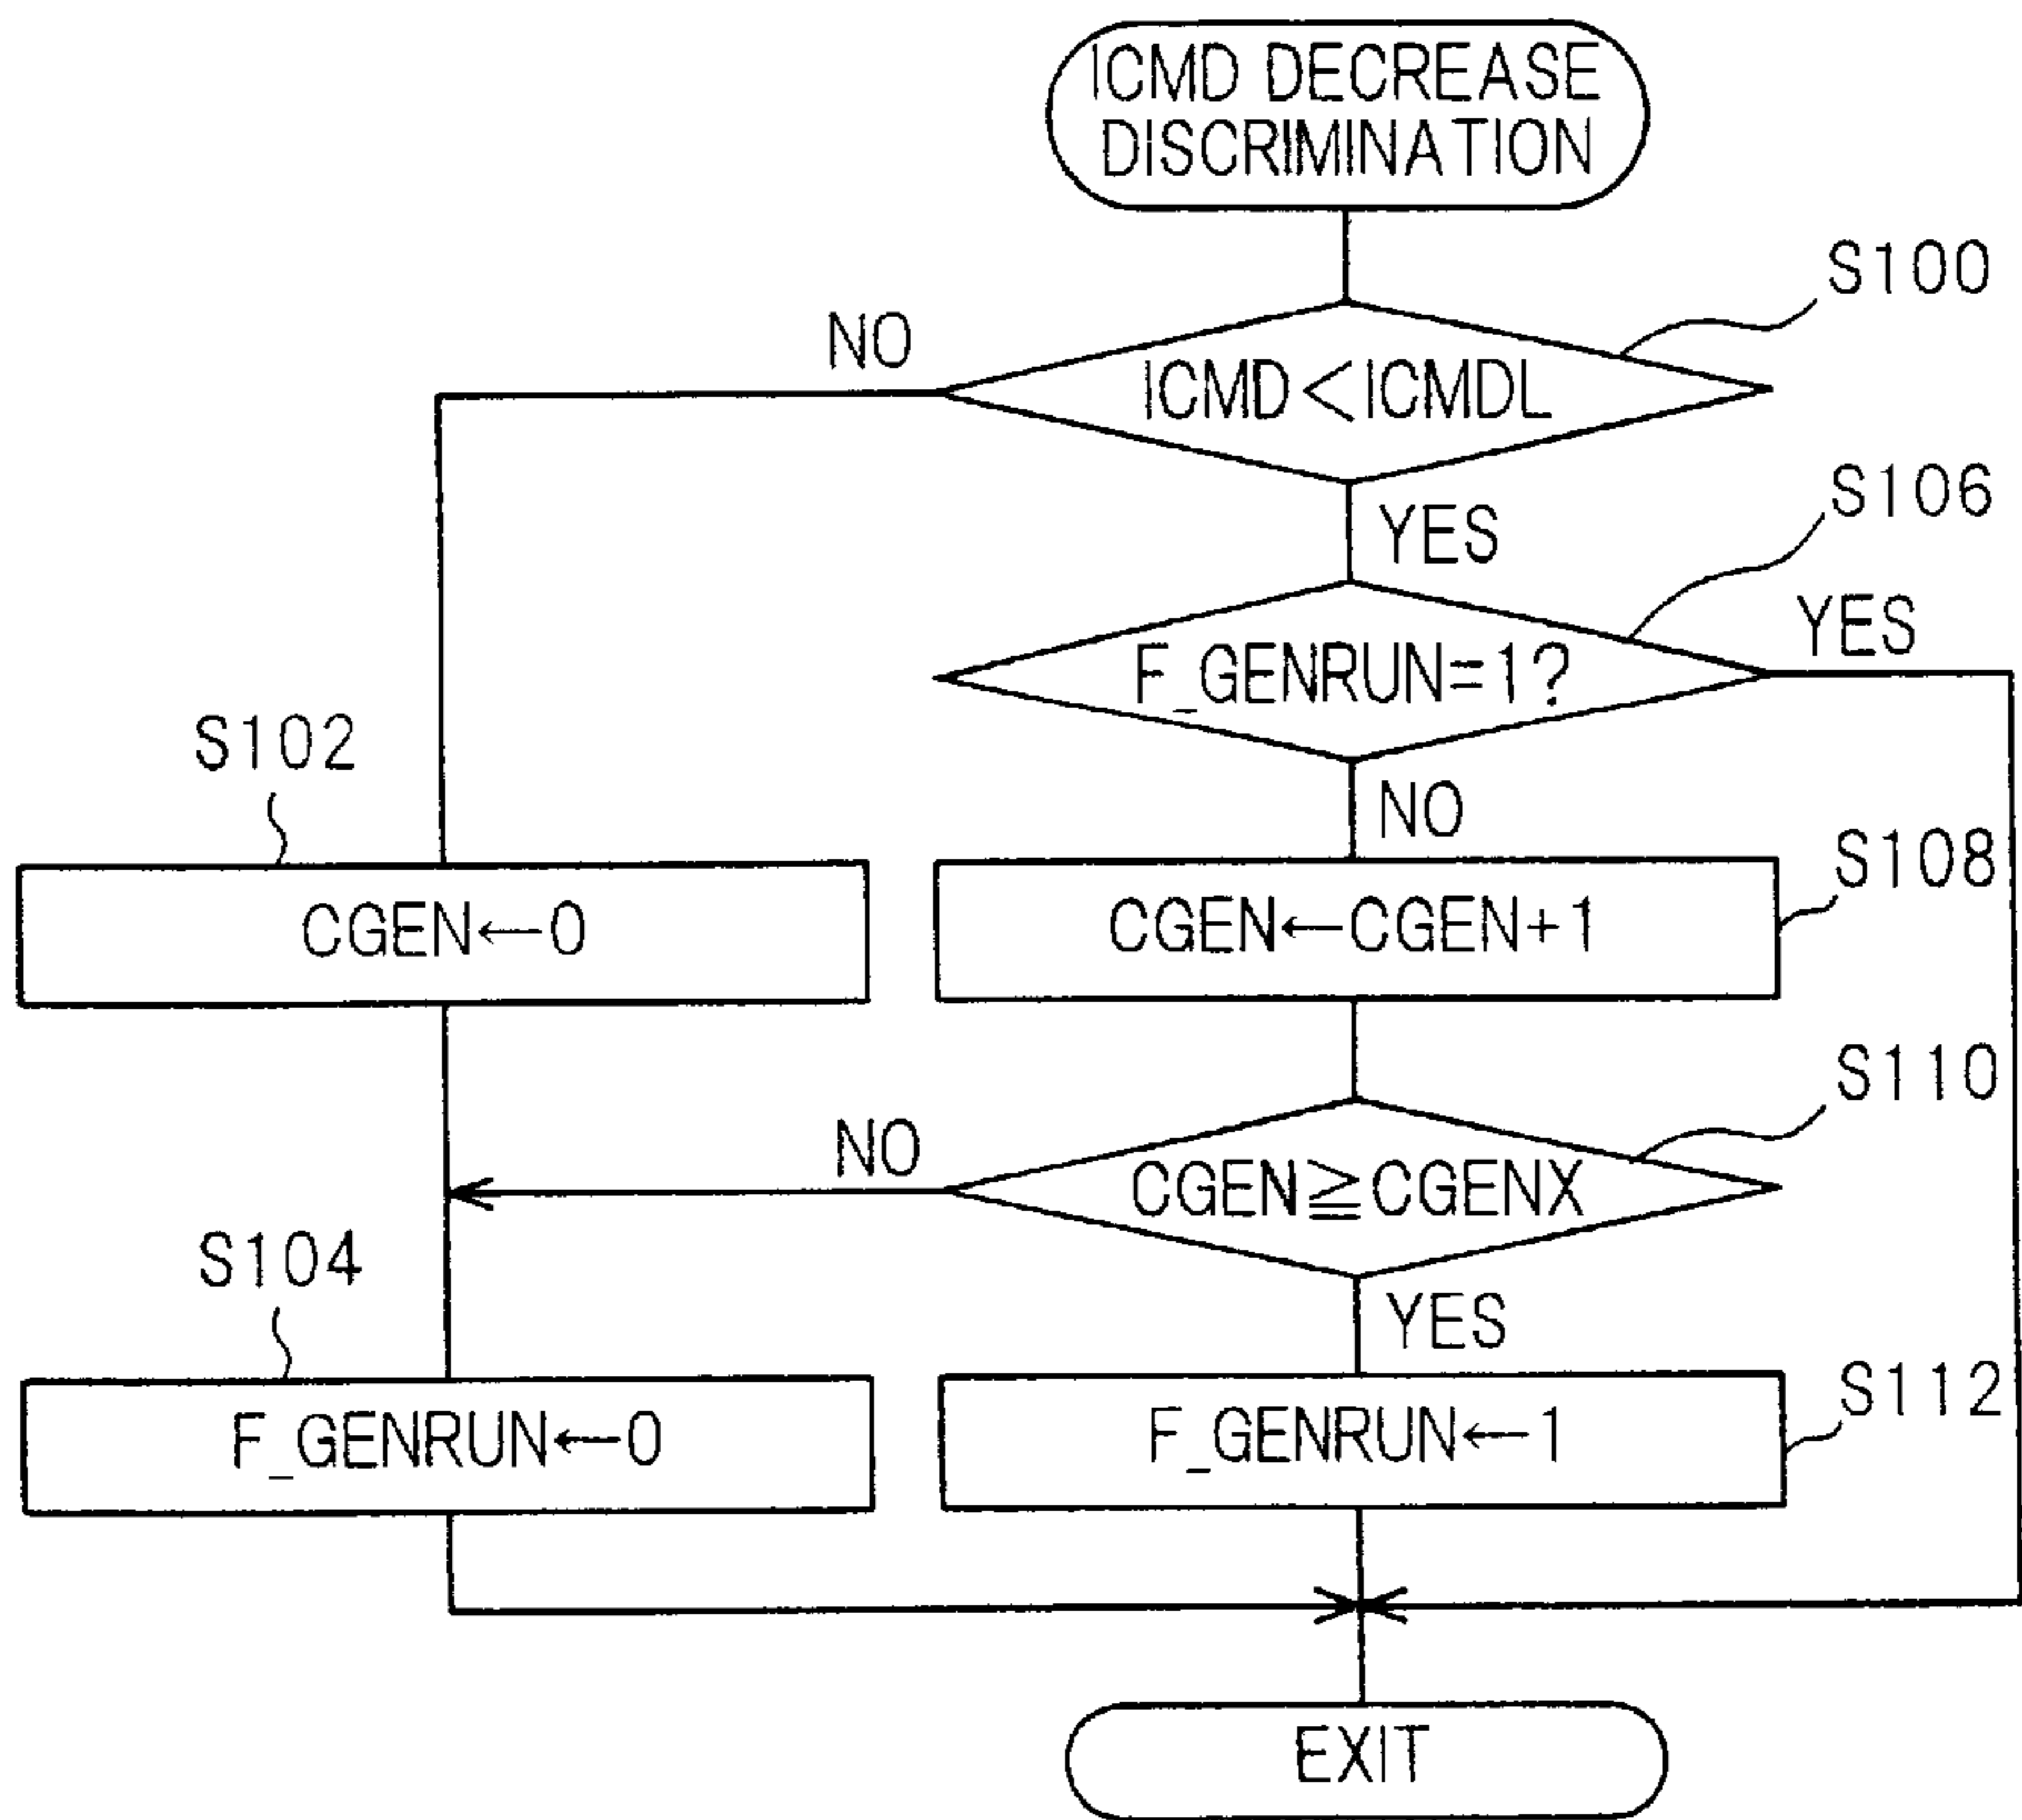 ICMD DECREASE
DISCRIMINATION
S100
NO
ICMD<ICMDL
YES
S106
YES
F_GENRUN=1?
S102
NO
S108
CGEN←0
CGEN←CGEN+1
S110
NO
CGEN≧CGENX
S104
YES
S112
F_GENRUN←0
F_GENRUN←1
EXIT